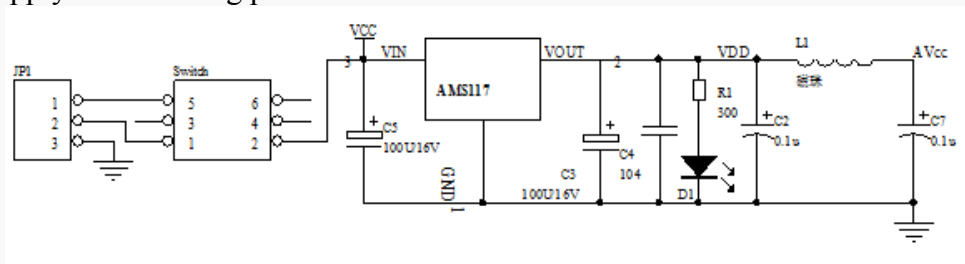 VCC
L1
JP1
Switch
3
VIN
VOUT
2
VDD
AVcc
磁珠
AMS117
1
2
3
5
3
1
6
4
2
R1
300
C5
100U16V
C4
104
C3
100U16V
C2
0.1u
C7
0.1u
GND
1
D1